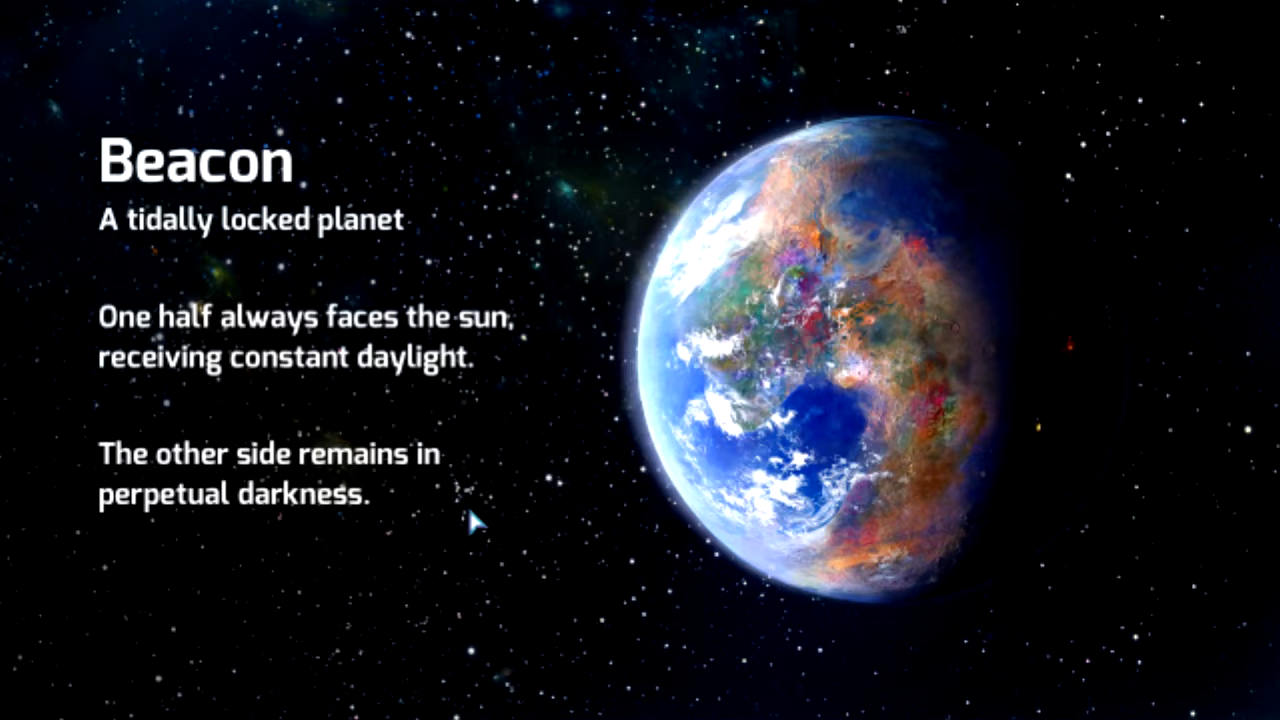 Beacon
A tidally locked planet
One half always faces the sun,
receiving constant daylight.
The other side remains in
perpetual darkness.